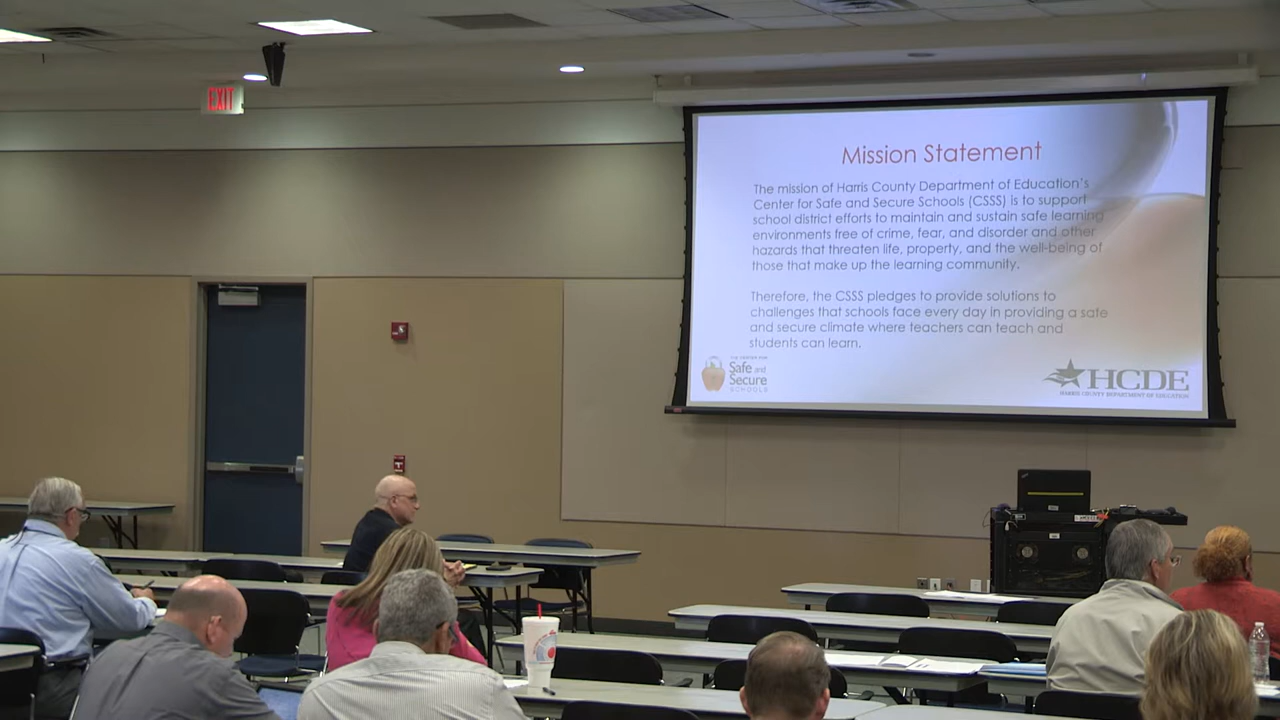 EXIT
Mission Statement
The mission of Harris County Department of Education's
Center for Safe and Secure Schools (CSSS) is to support
school district efforts to maintain and sustain safe learning
environments free of crime, fear, and disorder and other
hazards that threaten life, property, and the well-being of
those that make up the learning community.
Therefore, the CSSS pledges to provide solutions to
challenges that schools face every day in providing a safe
and secure climate where teachers can teach and
students can learn.
THE CENTER FOR
Safe and
Secure
SCHOOLS
HCDE
HARRIS COUNTY DEPARTMENT OF EDUCATION